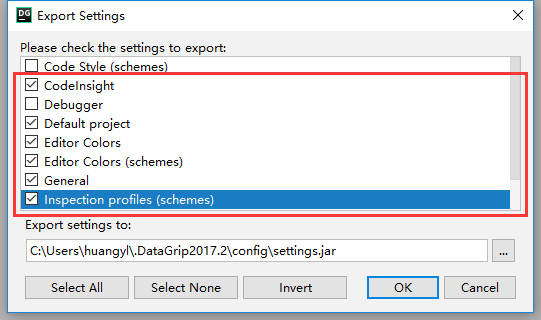 DG
Export Settings
Please check the settings to export:
Code Style (schemes)
CodeInsight
Debugger
Default project
Editor Colors
Editor Colors (schemes)
General
Inspection profiles (schemes)
Export settings to:
C:\Users\huangyl\.DataGrip2017.2\config\settings.jar
...
Select All
Select None
Invert
OK
Cancel